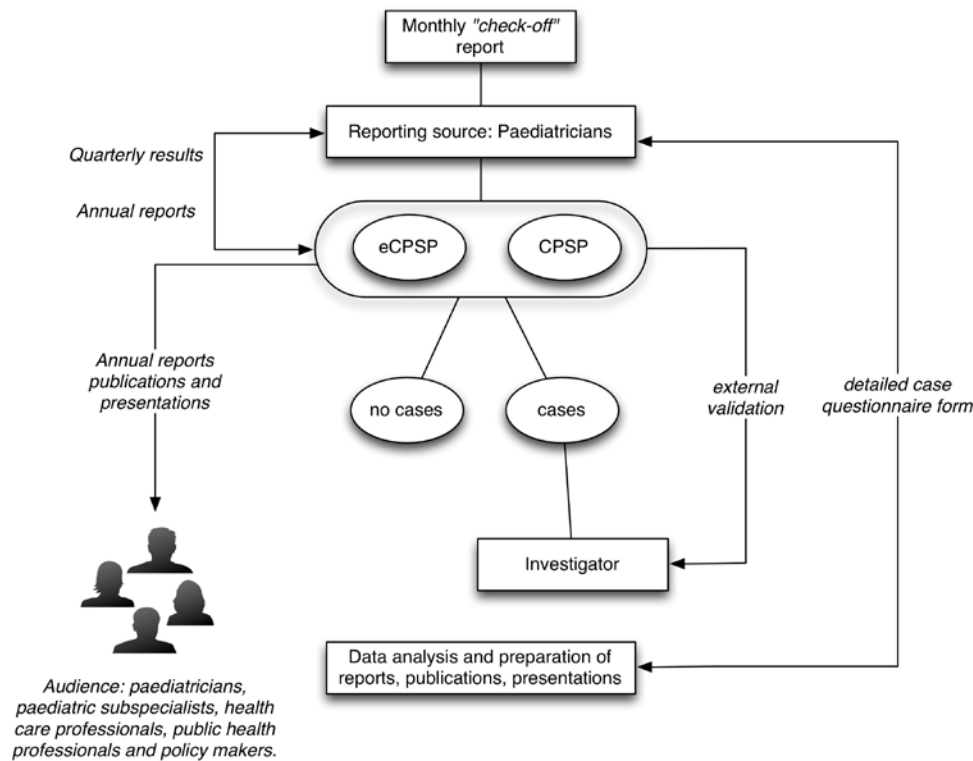 Monthly "check-off"
report
Reporting source: Paediatricians
Quarterly results
Annual reports
eCPSP
CPSP
Annual reports
publications and
presentations
no cases
cases
external
validation
detailed case
questionnaire form
Investigator
Data analysis and preparation of
reports, publications, presentations
Audience: paediatricians,
paediatric subspecialists, health
care professionals, public health
professionals and policy makers.